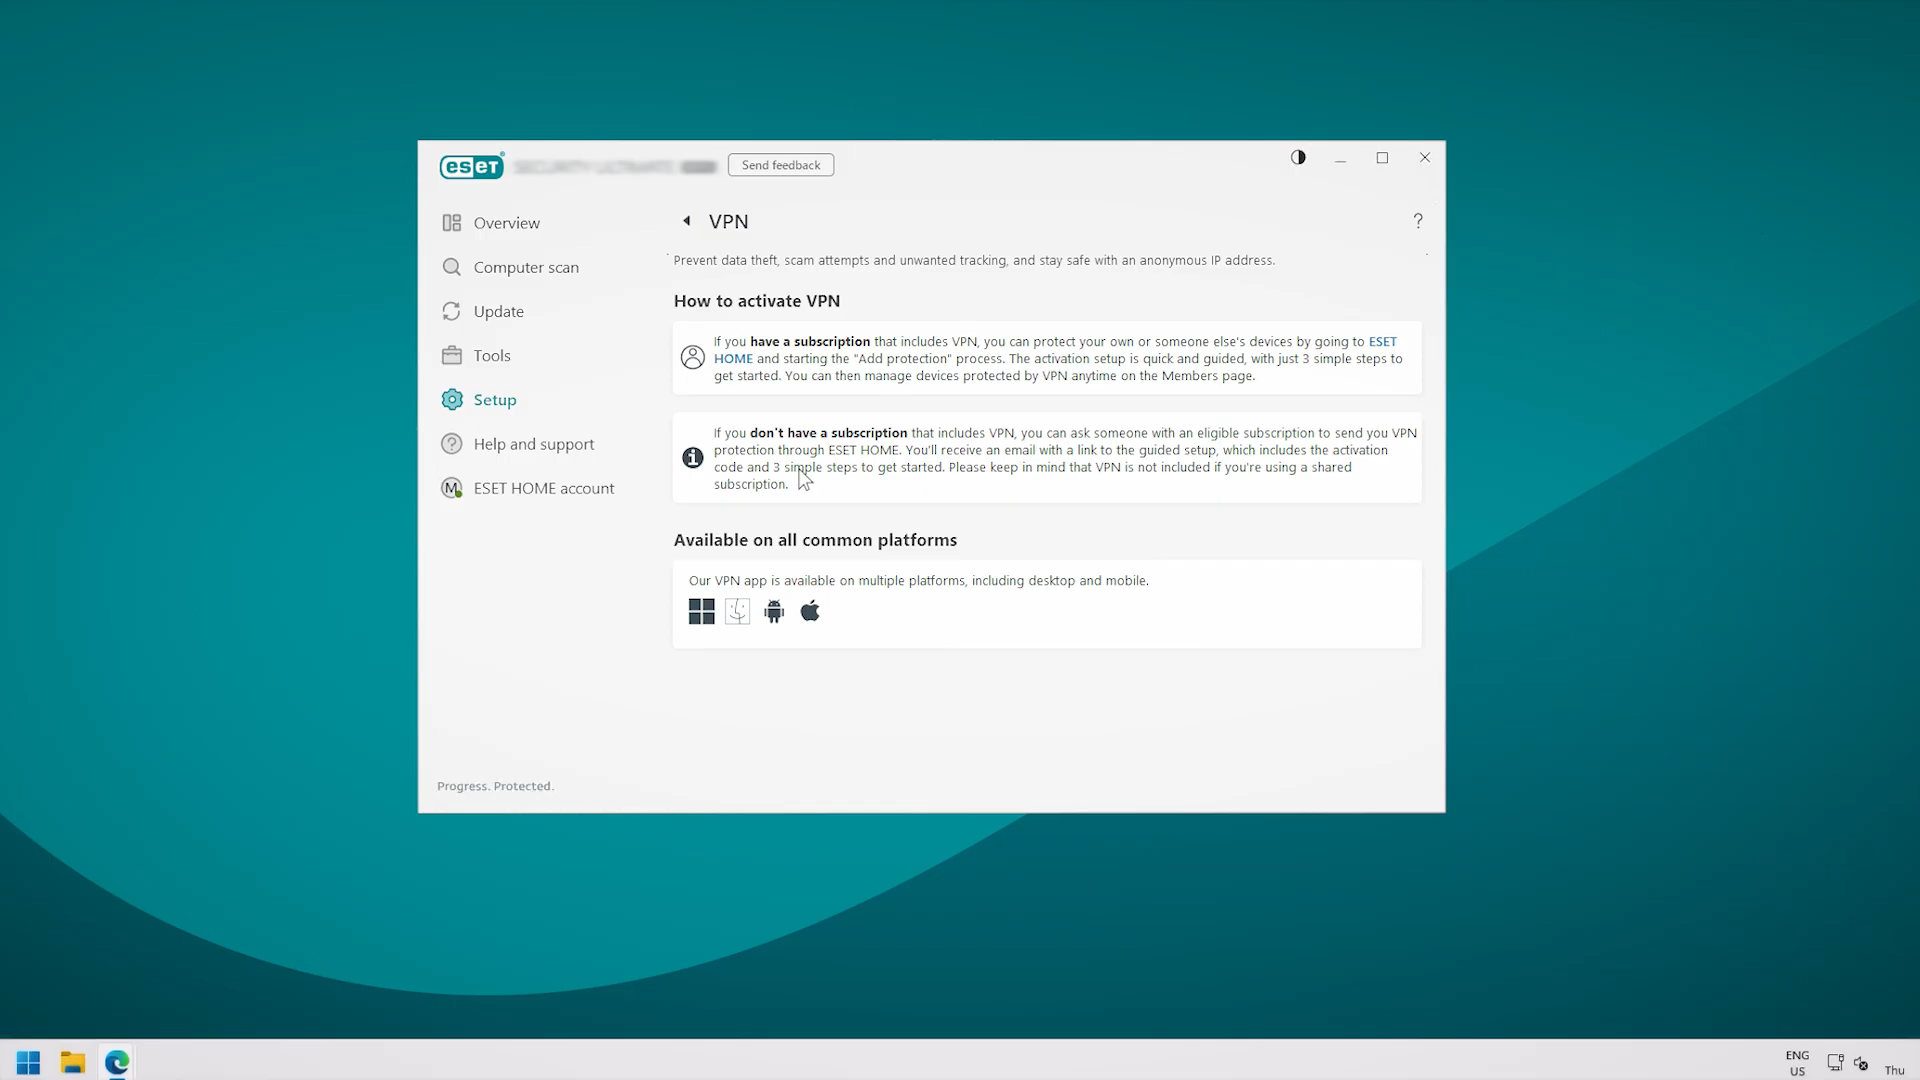 eset
Send feedback
Overview
Computer scan
Update
Tools
Setup
Help and support
M
ESET HOME account
VPN
?
Prevent data theft, scam attempts and unwanted tracking, and stay safe with an anonymous IP address.
How to activate VPN
If you have a subscription that includes VPN, you can protect your own or someone else's devices by going to ESET
HOME and starting the "Add protection" process. The activation setup is quick and guided, with just 3 simple steps to
get started. You can then manage devices protected by VPN anytime on the Members page.
If you don't have a subscription that includes VPN, you can ask someone with an eligible subscription to send you VPN
protection through ESET HOME. You'll receive an email with a link to the guided setup, which includes the activation
code and 3 simple steps to get started. Please keep in mind that VPN is not included if you're using a shared
subscription.
Available on all common platforms
Our VPN app is available on multiple platforms, including desktop and mobile.
Progress. Protected.
ENG
US
Thu